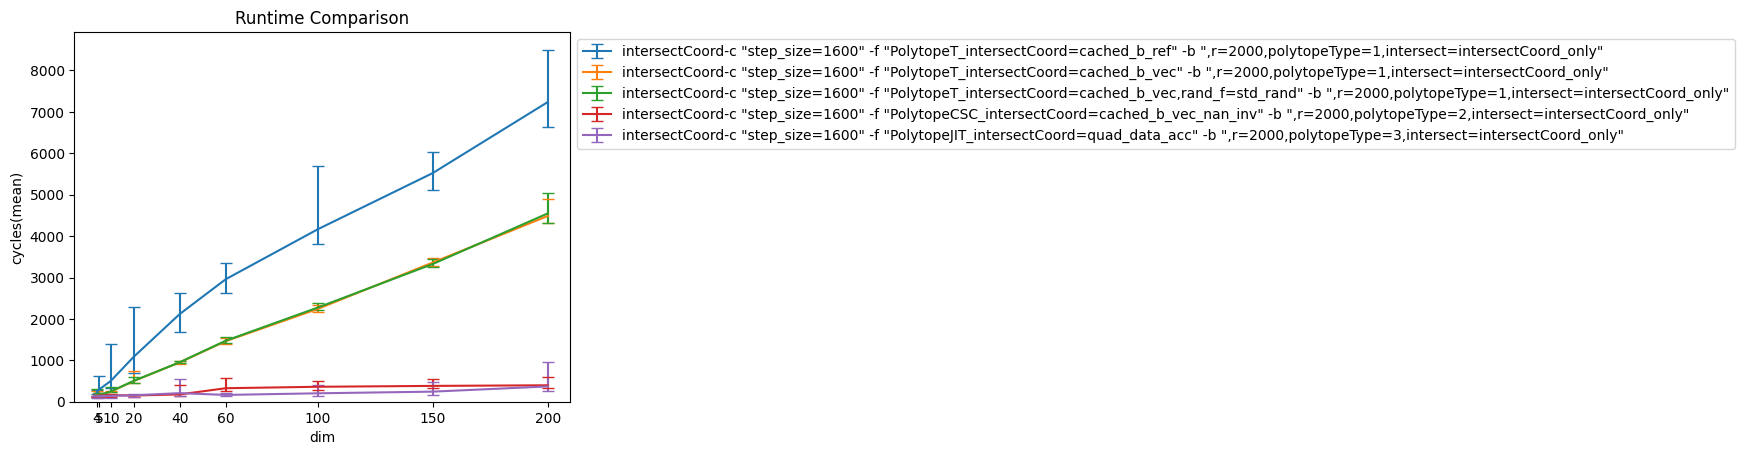 Runtime Comparison
intersectCoord-c "step_size=1600" -f "PolytopeT_intersectCoord=cached_b_ref" -b ",r=2000,polytopeType=1,intersect=intersectCoord_only"
intersectCoord-c "step_size=1600" -f "PolytopeT_intersectCoord=cached_b_vec" -b ",r=2000,polytopeType=1,intersect=intersectCoord_only"
intersectCoord-c "step_size=1600" -f "PolytopeT_intersectCoord=cached_b_vec,rand_f=std_rand" -b ",r=2000,polytopeType=1,intersect=intersectCoord_only"
intersectCoord-c "step_size=1600" -f "PolytopeCSC_intersectCoord=cached_b_vec_nan_inv" -b ",r=2000,polytopeType=2,intersect=intersectCoord_only"
intersectCoord-c "step_size=1600" -f "PolytopeJIT_intersectCoord=quad_data_acc" -b ",r=2000,polytopeType=3,intersect=intersectCoord_only"
cycles(mean)
8000
7000
6000
5000
4000
3000
2000
1000
0
4 5 10 20 40 60 100 150 200
dim